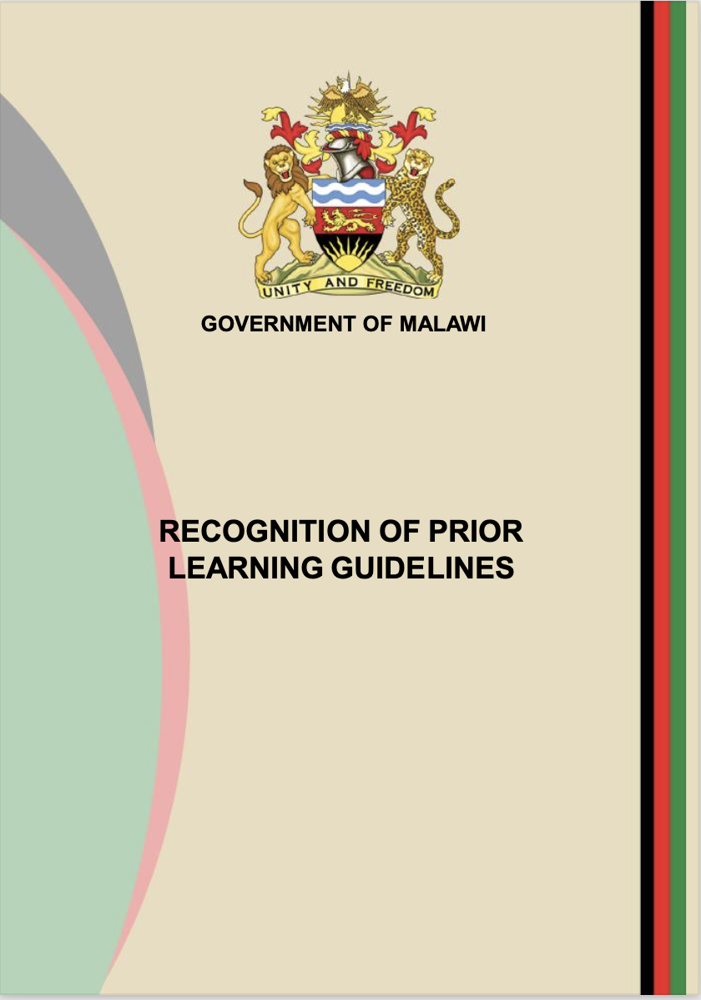 UNITY AND FREEDOM
GOVERNMENT OF MALAWI
RECOGNITION OF PRIOR
LEARNING GUIDELINES